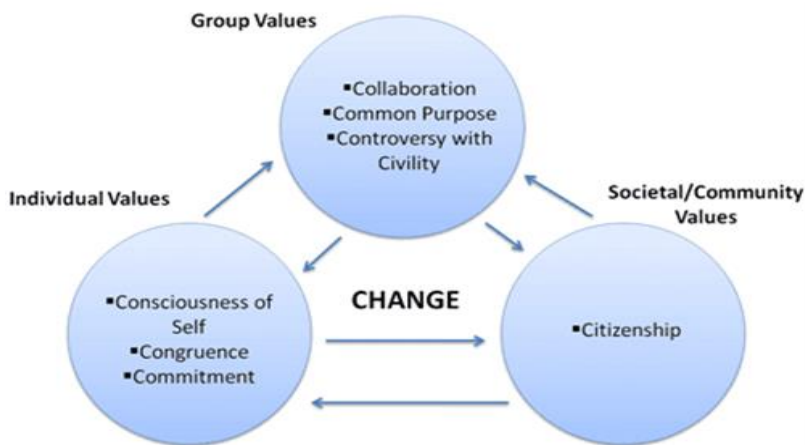 Group Values
▪Collaboration
▪Common Purpose
▪Controversy with
Civility
Individual Values
Societal/Community
Values
▪Consciousness of
Self
▪Congruence
▪Commitment
CHANGE
▪Citizenship